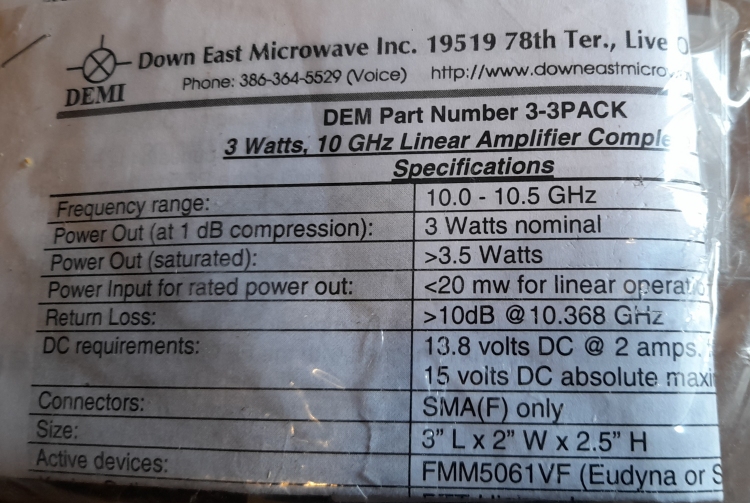 Down East Microwave Inc. 19519 78th Ter., Live
DEMI
Phone: 386-364-5529 (Voice) http://www.downeastmicro
DEM Part Number 3-3PACK
3 Watts, 10 GHz Linear Amplifier Comple
Specifications
Frequency range: 10.0 - 10.5 GHz
Power Out (at 1 dB compression): 3 Watts nominal
Power Out (saturated): >3.5 Watts
Power Input for rated power out: <20 mw for linear operatio
Return Loss: >10dB @ 10.368 GHz
DC requirements: 13.8 volts DC @ 2 amps.
15 volts DC absolute maxi
Connectors: SMA(F) only
Size: 3" L x 2" W x 2.5" H
Active devices: FMM5061VF (Eudyna or S